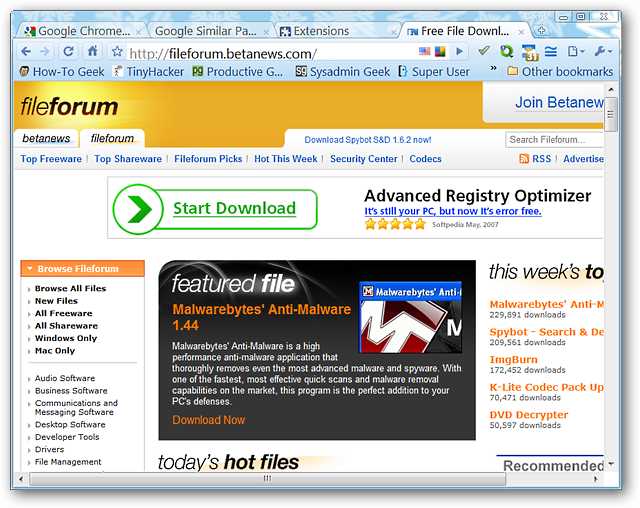 Google Chrome...
Google Similar Pa...
Extensions
Free File Downl...
http://fileforum.betanews.com/
31
How-To Geek
TinyHacker
Productive G...
Sysadmin Geek
Super User
»
Other bookmarks
fileforum
Join Betanew
betanews
fileforum
Download Spybot S&D 1.6.2 now!
Search Fileforum...
Top Freeware | Top Shareware | Fileforum Picks | Hot This Week | Security Center | Codecs
RSS | Advertise
Start Download
Advanced Registry Optimizer
It's still your PC, but now It's error free.
Softpedia May, 2007
Browse Fileforum
Browse All Files
New Files
All Freeware
All Shareware
Windows Only
Mac Only
Audio Software
Business Software
Communications and
Messaging Software
Desktop Software
Developer Tools
Drivers
File Management
featured file
Malwarebytes' Anti-Malware
1.44
Malwarebytes' Anti-Malware is a high
performance anti-malware application that
thoroughly removes even the most advanced malware and spyware. With
one of the fastest, most effective quick scans and malware removal
capabilities on the market, this program is the perfect addition to your
PC's defenses.
Download Now
Malwarebytes' Anti-
M
today's hot files
this week's to
Malwarebytes' Anti-M
229,891 downloads
Spybot - Search & De
209,561 downloads
ImgBurn
172,452 downloads
K-Lite Codec Pack Up
70,471 downloads
DVD Decrypter
50,597 downloads
Recommended